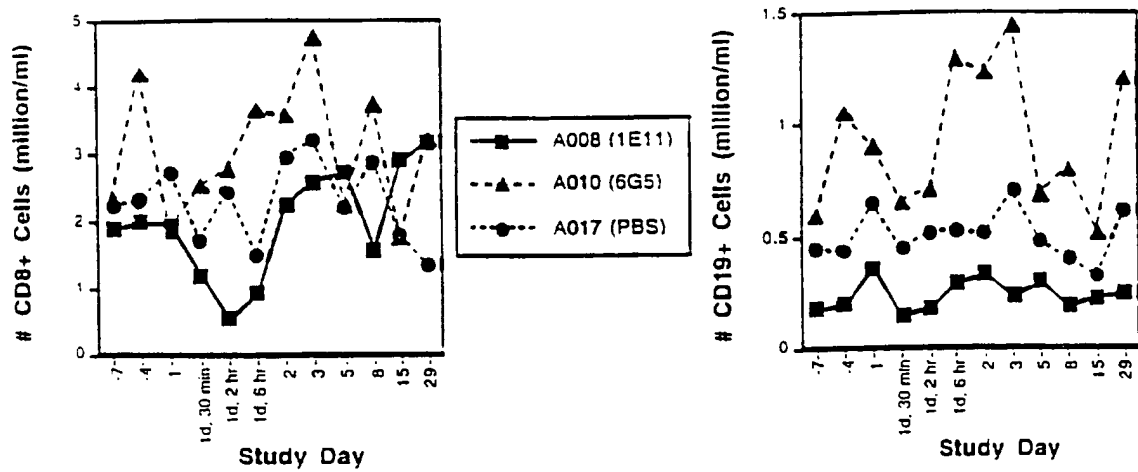 # CD8+ Cells (million/ml)
5
4
3
2
1
0
-7
-4
1
1d, 30 min
1d, 2 hr
1d, 6 hr
2
3
5
8
15
29
Study Day
A008 (1E11)
A010 (6G5)
A017 (PBS)
# CD19+ Cells (million/ml)
1.5
1
0.5
0
-7
-4
1
1d, 30 min
1d, 2 hr
1d, 6 hr
2
3
5
8
15
29
Study Day